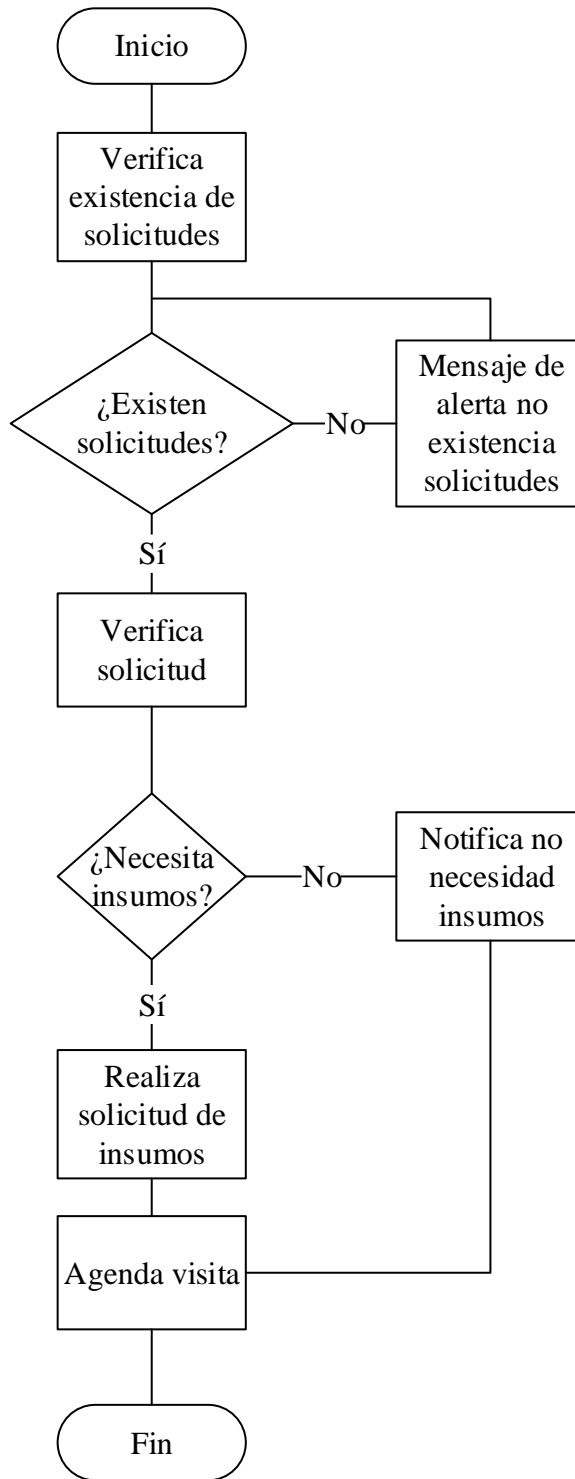 Inicio
Verifica
existencia de
solicitudes
¿Existen
solicitudes?
No
Mensaje de
alerta no
existencia
solicitudes
Sí
Verifica
solicitud
¿Necesita
insumos?
No
Notifica no
necesidad
insumos
Sí
Realiza
solicitud de
insumos
Agenda visita
Fin